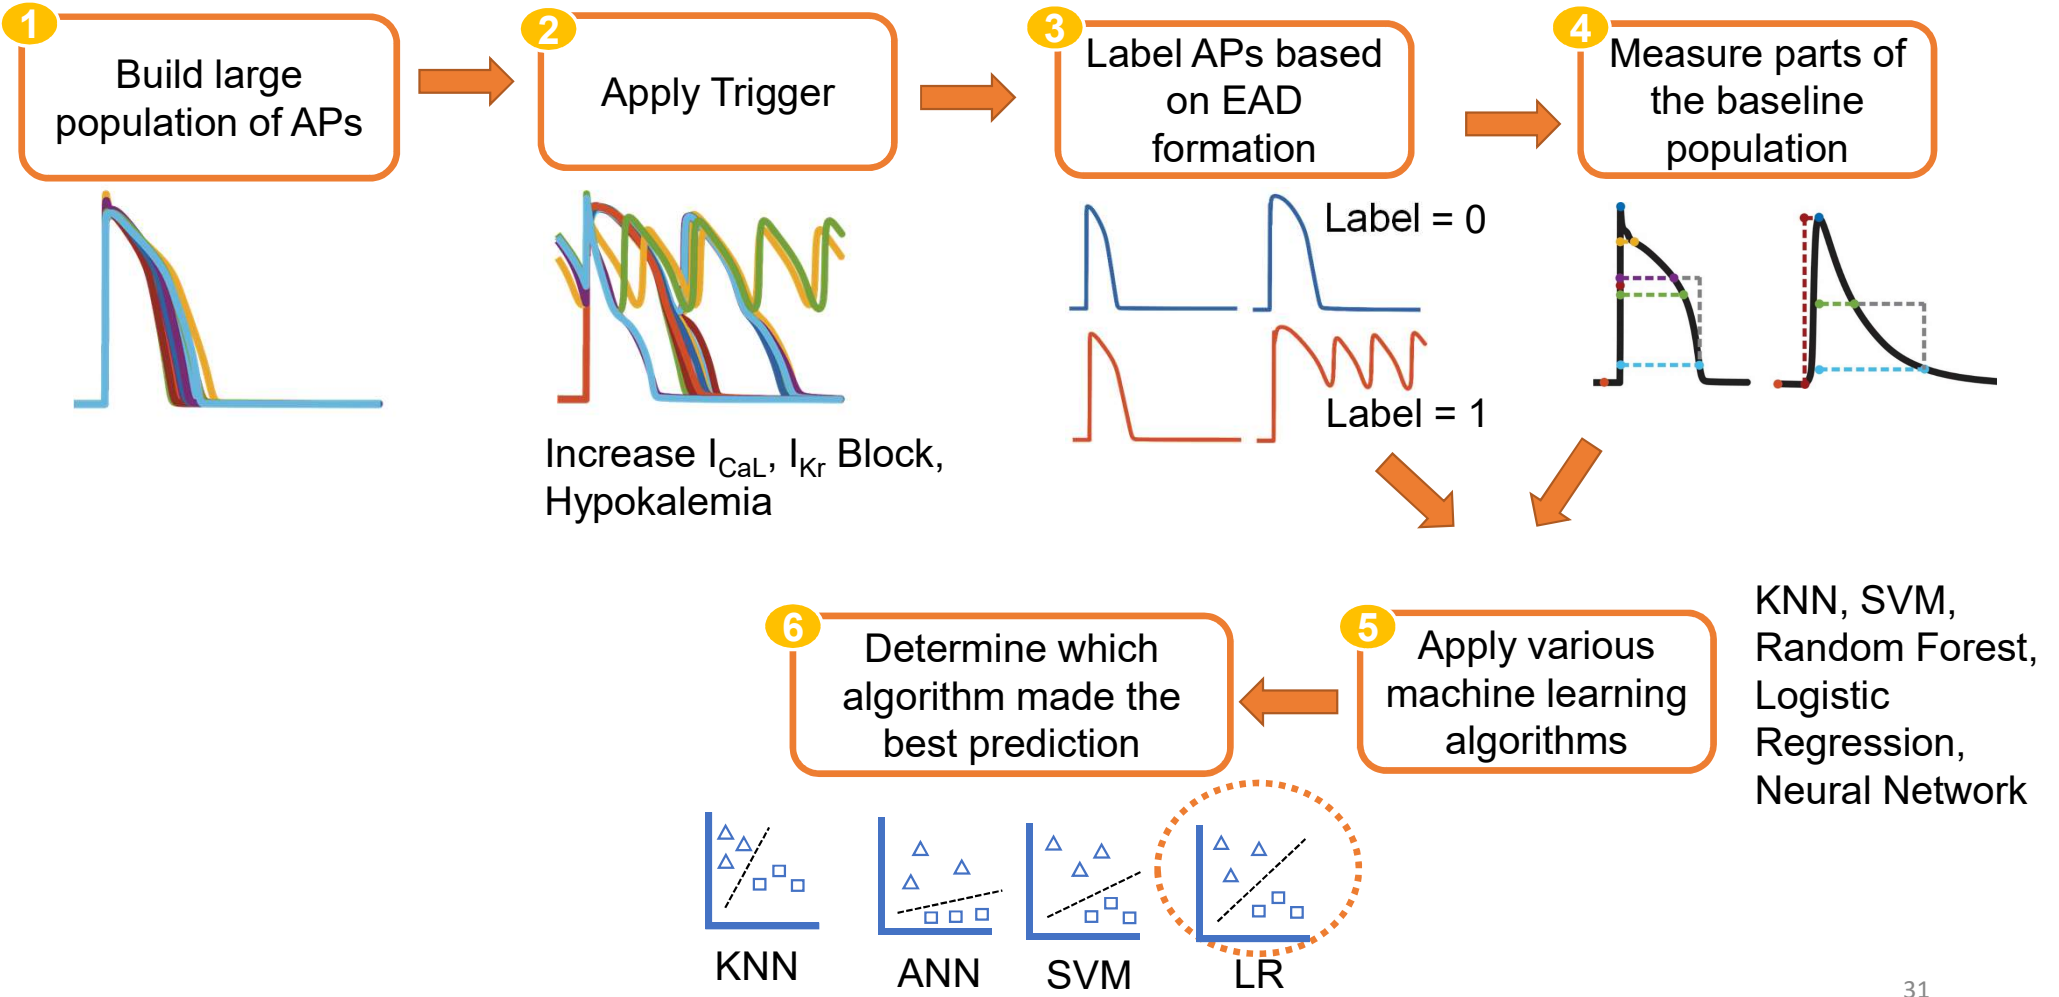 1
Build large
population of APs
2
Apply Trigger
3
Label APs based
on EAD
formation
4
Measure parts of
the baseline
population
Label = 0
Label = 1
Increase I_CaL, I_Kr Block,
Hypokalemia
5
Apply various
machine learning
algorithms
KNN, SVM,
Random Forest,
Logistic
Regression,
Neural Network
6
Determine which
algorithm made the
best prediction
KNN
ANN
SVM
LR
31